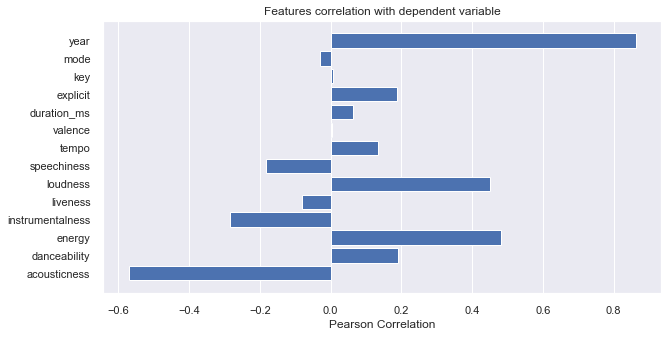 Features correlation with dependent variable
year
mode
key
explicit
duration_ms
valence
tempo
speechiness
loudness
liveness
instrumentalness
energy
danceability
acousticness
−0.6 −0.4 −0.2 0.0 0.2 0.4 0.6 0.8
Pearson Correlation